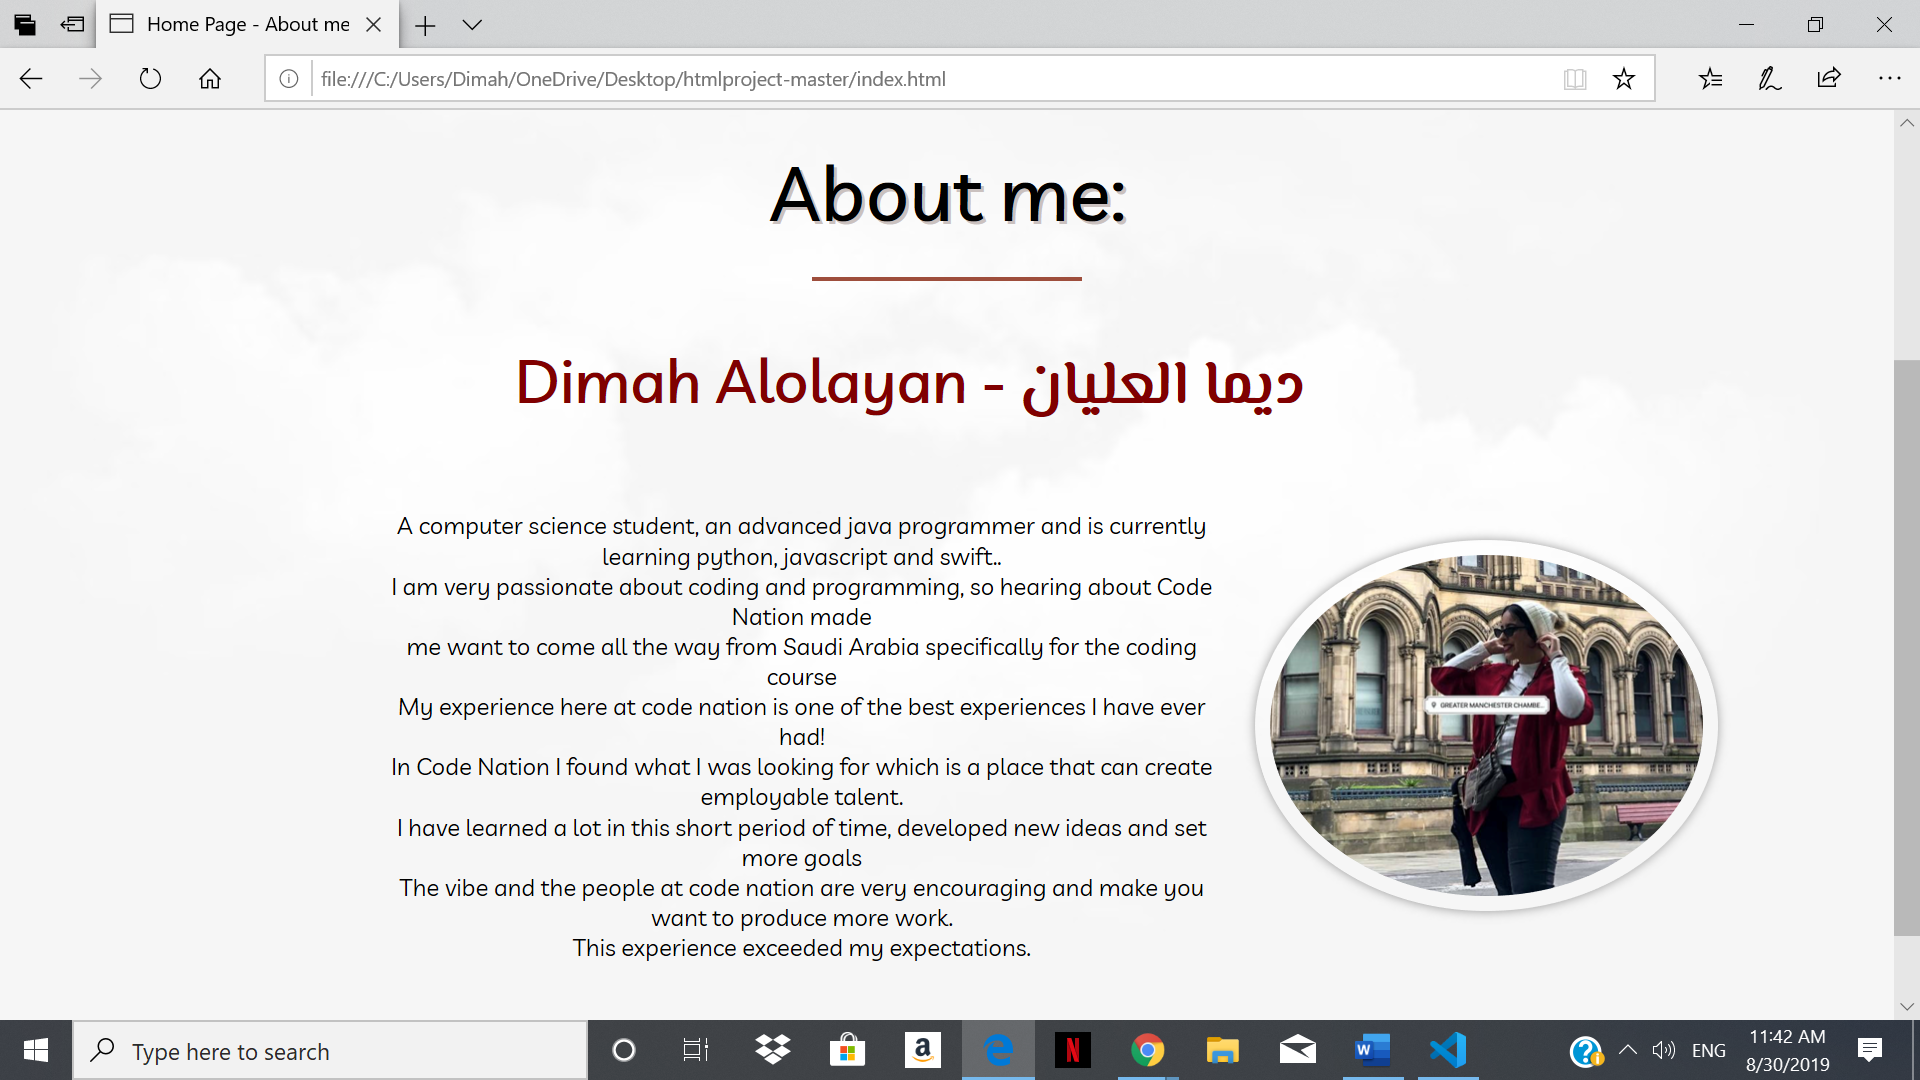 Home Page - About me
file:///C:/Users/Dimah/OneDrive/Desktop/htmlproject-master/index.html
About me:
Dimah Alolayan - ديما العليان
A computer science student, an advanced java programmer and is currently
learning python, javascript and swift..
I am very passionate about coding and programming, so hearing about Code
Nation made
me want to come all the way from Saudi Arabia specifically for the coding
course
My experience here at code nation is one of the best experiences I have ever
had!
In Code Nation I found what I was looking for which is a place that can create
employable talent.
I have learned a lot in this short period of time, developed new ideas and set
more goals
The vibe and the people at code nation are very encouraging and make you
want to produce more work.
This experience exceeded my expectations.
GREATER MANCHESTER CHAMBE...
Type here to search
ENG
11:42 AM
8/30/2019